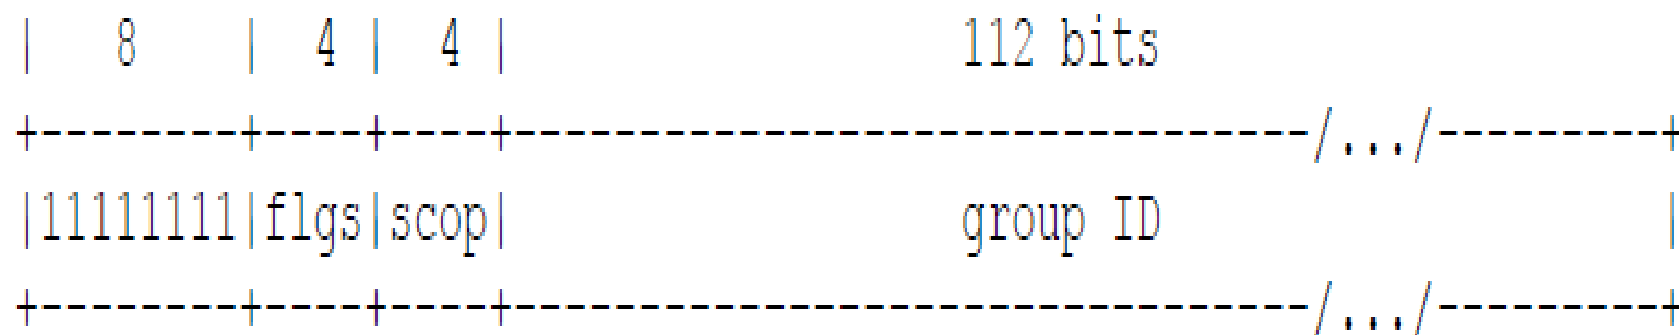 |   8    |  4 |  4 |                  112 bits
+--------+----+----+--------------------------------/.../---------+
|11111111|flgs|scop|                  group ID                    |
+--------+----+----+--------------------------------/.../---------+